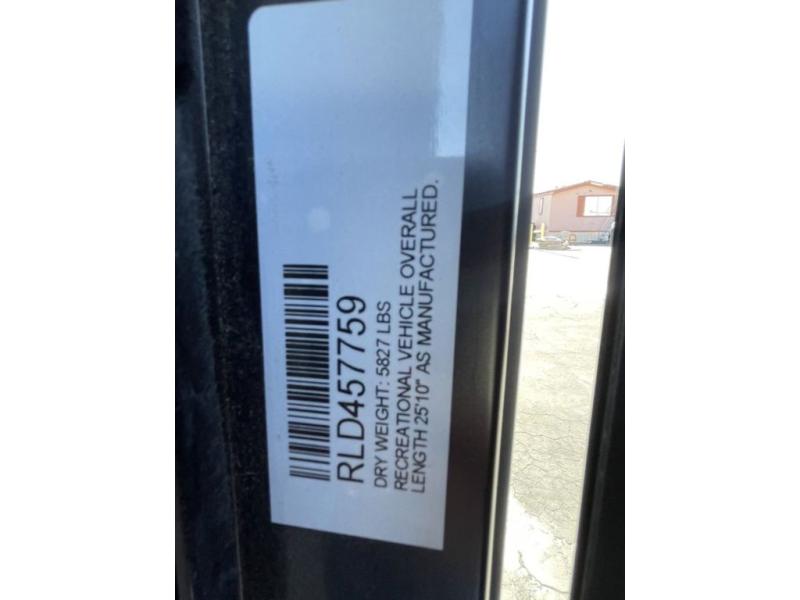 RLD457759
DRY WEIGHT: 5827 LBS
RECREATIONAL VEHICLE OVERALL
LENGTH 25'10" AS MANUFACTURED.